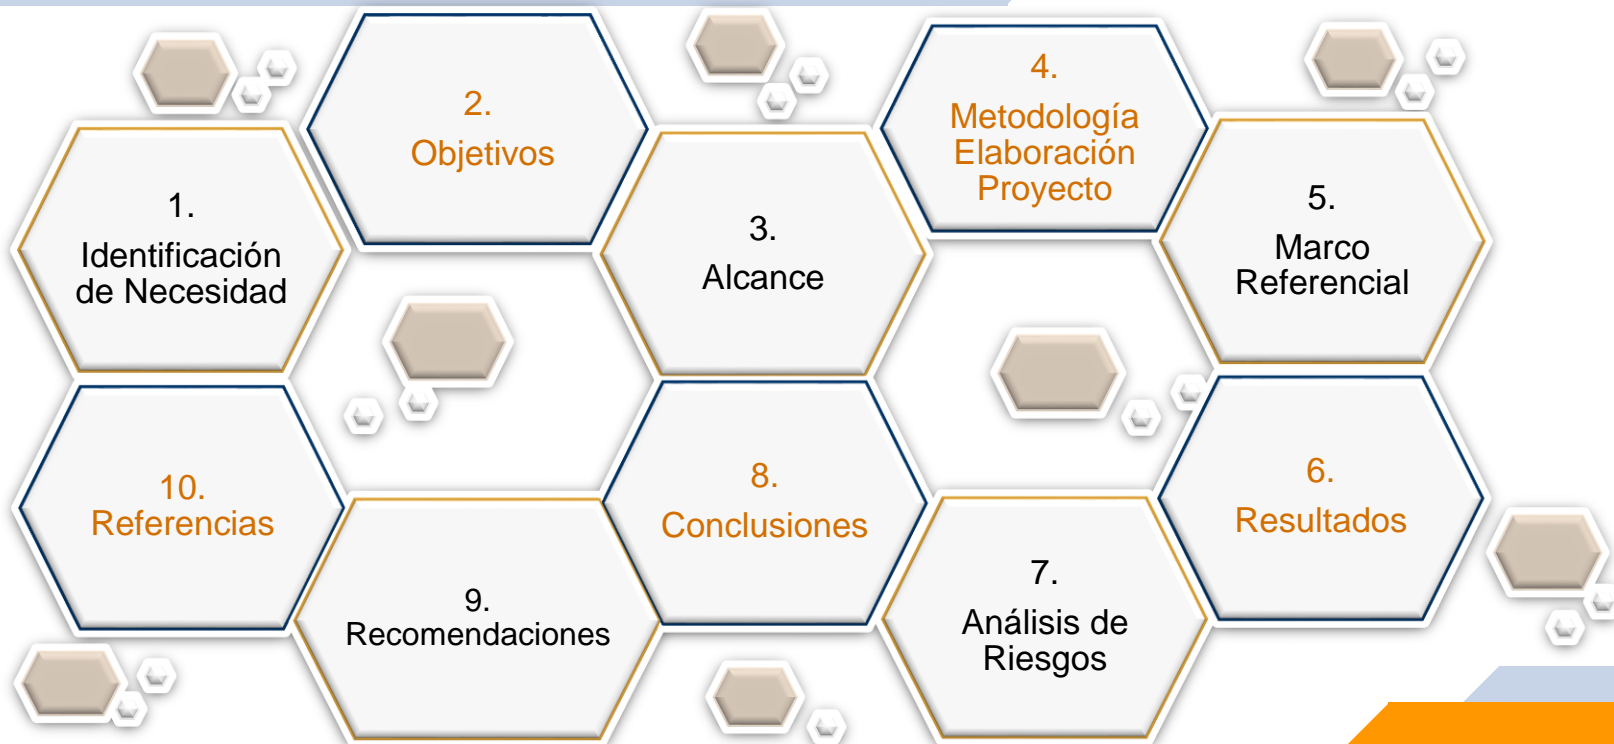 1.
Identificación
de Necesidad
2.
Objetivos
3.
Alcance
4.
Metodología
Elaboración
Proyecto
5.
Marco
Referencial
6.
Resultados
7.
Análisis de
Riesgos
8.
Conclusiones
9.
Recomendaciones
10.
Referencias